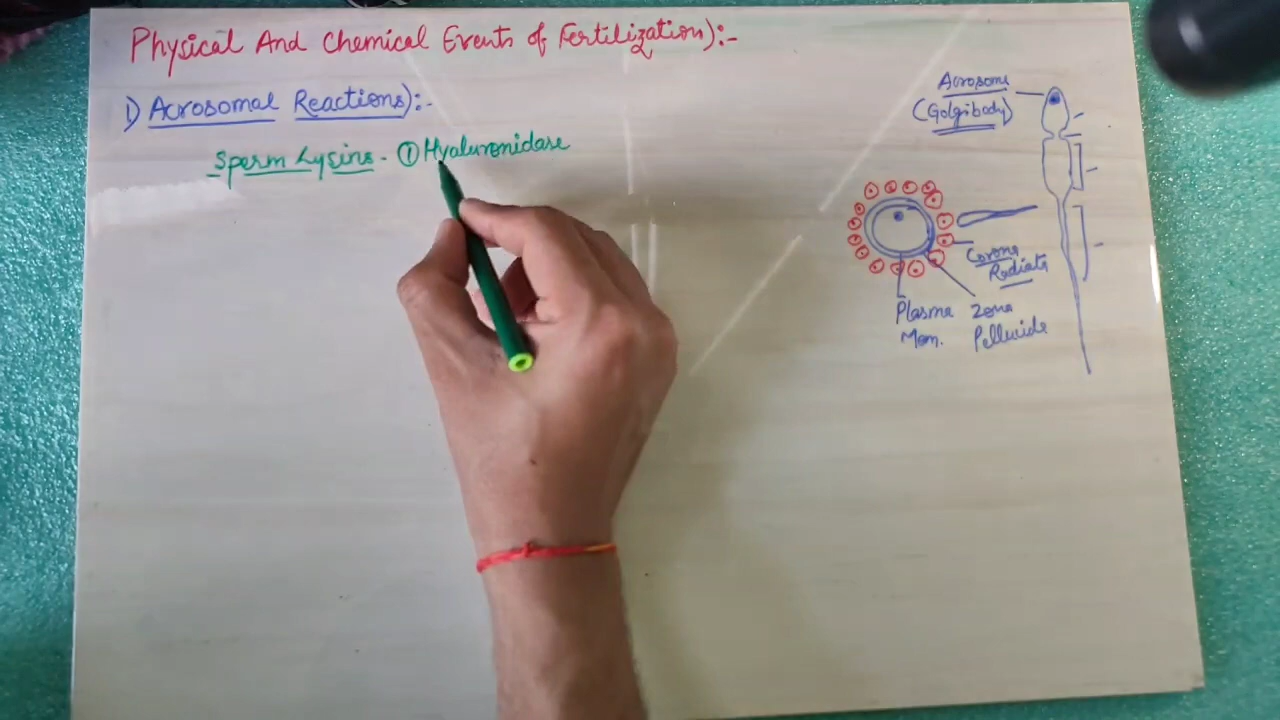 Physical And Chemical Events of Fertilization):-
1) Acrosomal Reactions):-
Sperm Lysins - ① Hyaluronidase
Acrosome
(Golgibody)
Corona
Radiata
Plasma
Mem.
Zona
Pellucida